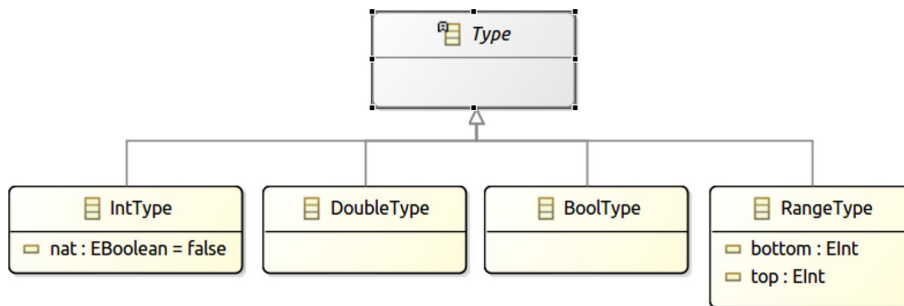 Type
IntType
nat : EBoolean = false
DoubleType
BoolType
RangeType
bottom : EInt
top : EInt